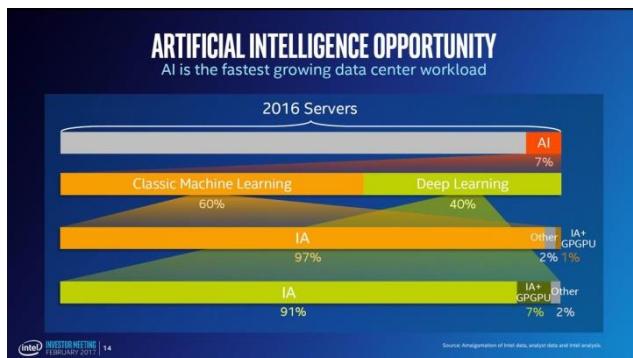 ARTIFICIAL INTELLIGENCE OPPORTUNITY
AI is the fastest growing data center workload
2016 Servers
AI
7%
Classic Machine Learning
Deep Learning
60%
40%
IA
Other
IA+
GPGPU
97%
2%
1%
IA
IA+
GPGPU
Other
91%
7%
2%
intel
INVESTOR MEETING
FEBRUARY 2017
14
Source: Amalgamation of Intel data, analyst data and Intel analysis.